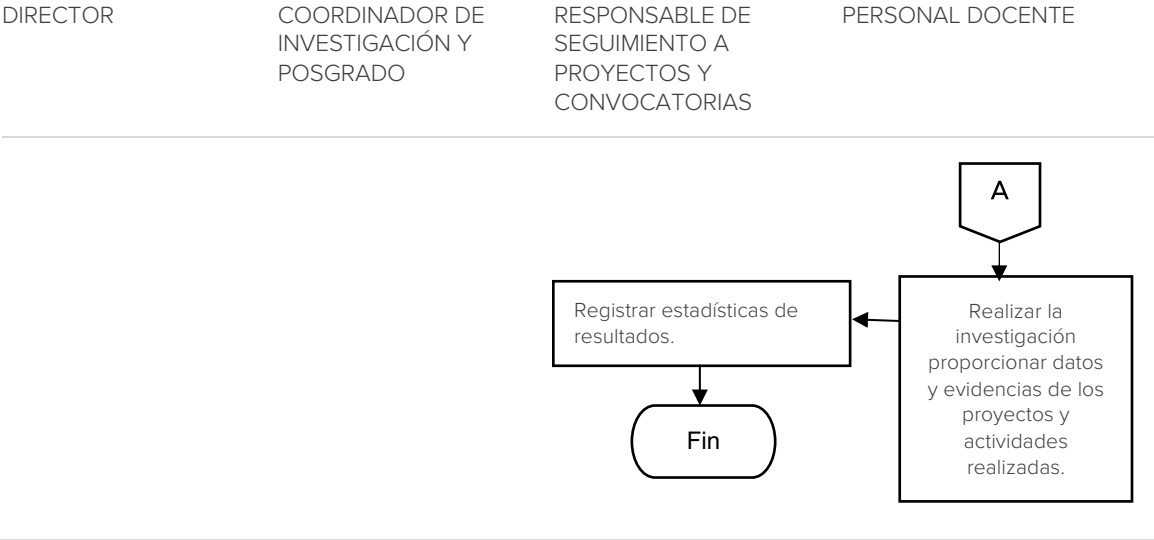 DIRECTOR
COORDINADOR DE
INVESTIGACIÓN Y
POSGRADO
RESPONSABLE DE
SEGUIMIENTO A
PROYECTOS Y
CONVOCATORIAS
PERSONAL DOCENTE
A
Realizar la
investigación
proporcionar datos
y evidencias de los
proyectos y
actividades
realizadas.
Registrar estadísticas de
resultados.
Fin